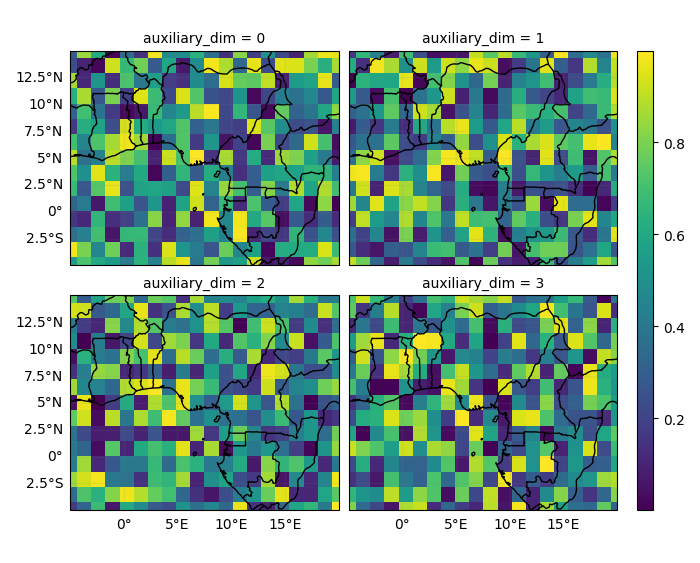 auxiliary_dim = 0
auxiliary_dim = 1
12.5°N
10°N
7.5°N
5°N
2.5°N
0°
2.5°S
auxiliary_dim = 2
auxiliary_dim = 3
12.5°N
10°N
7.5°N
5°N
2.5°N
0°
2.5°S
0°
5°E
10°E
15°E
0°
5°E
10°E
15°E
0.8
0.6
0.4
0.2